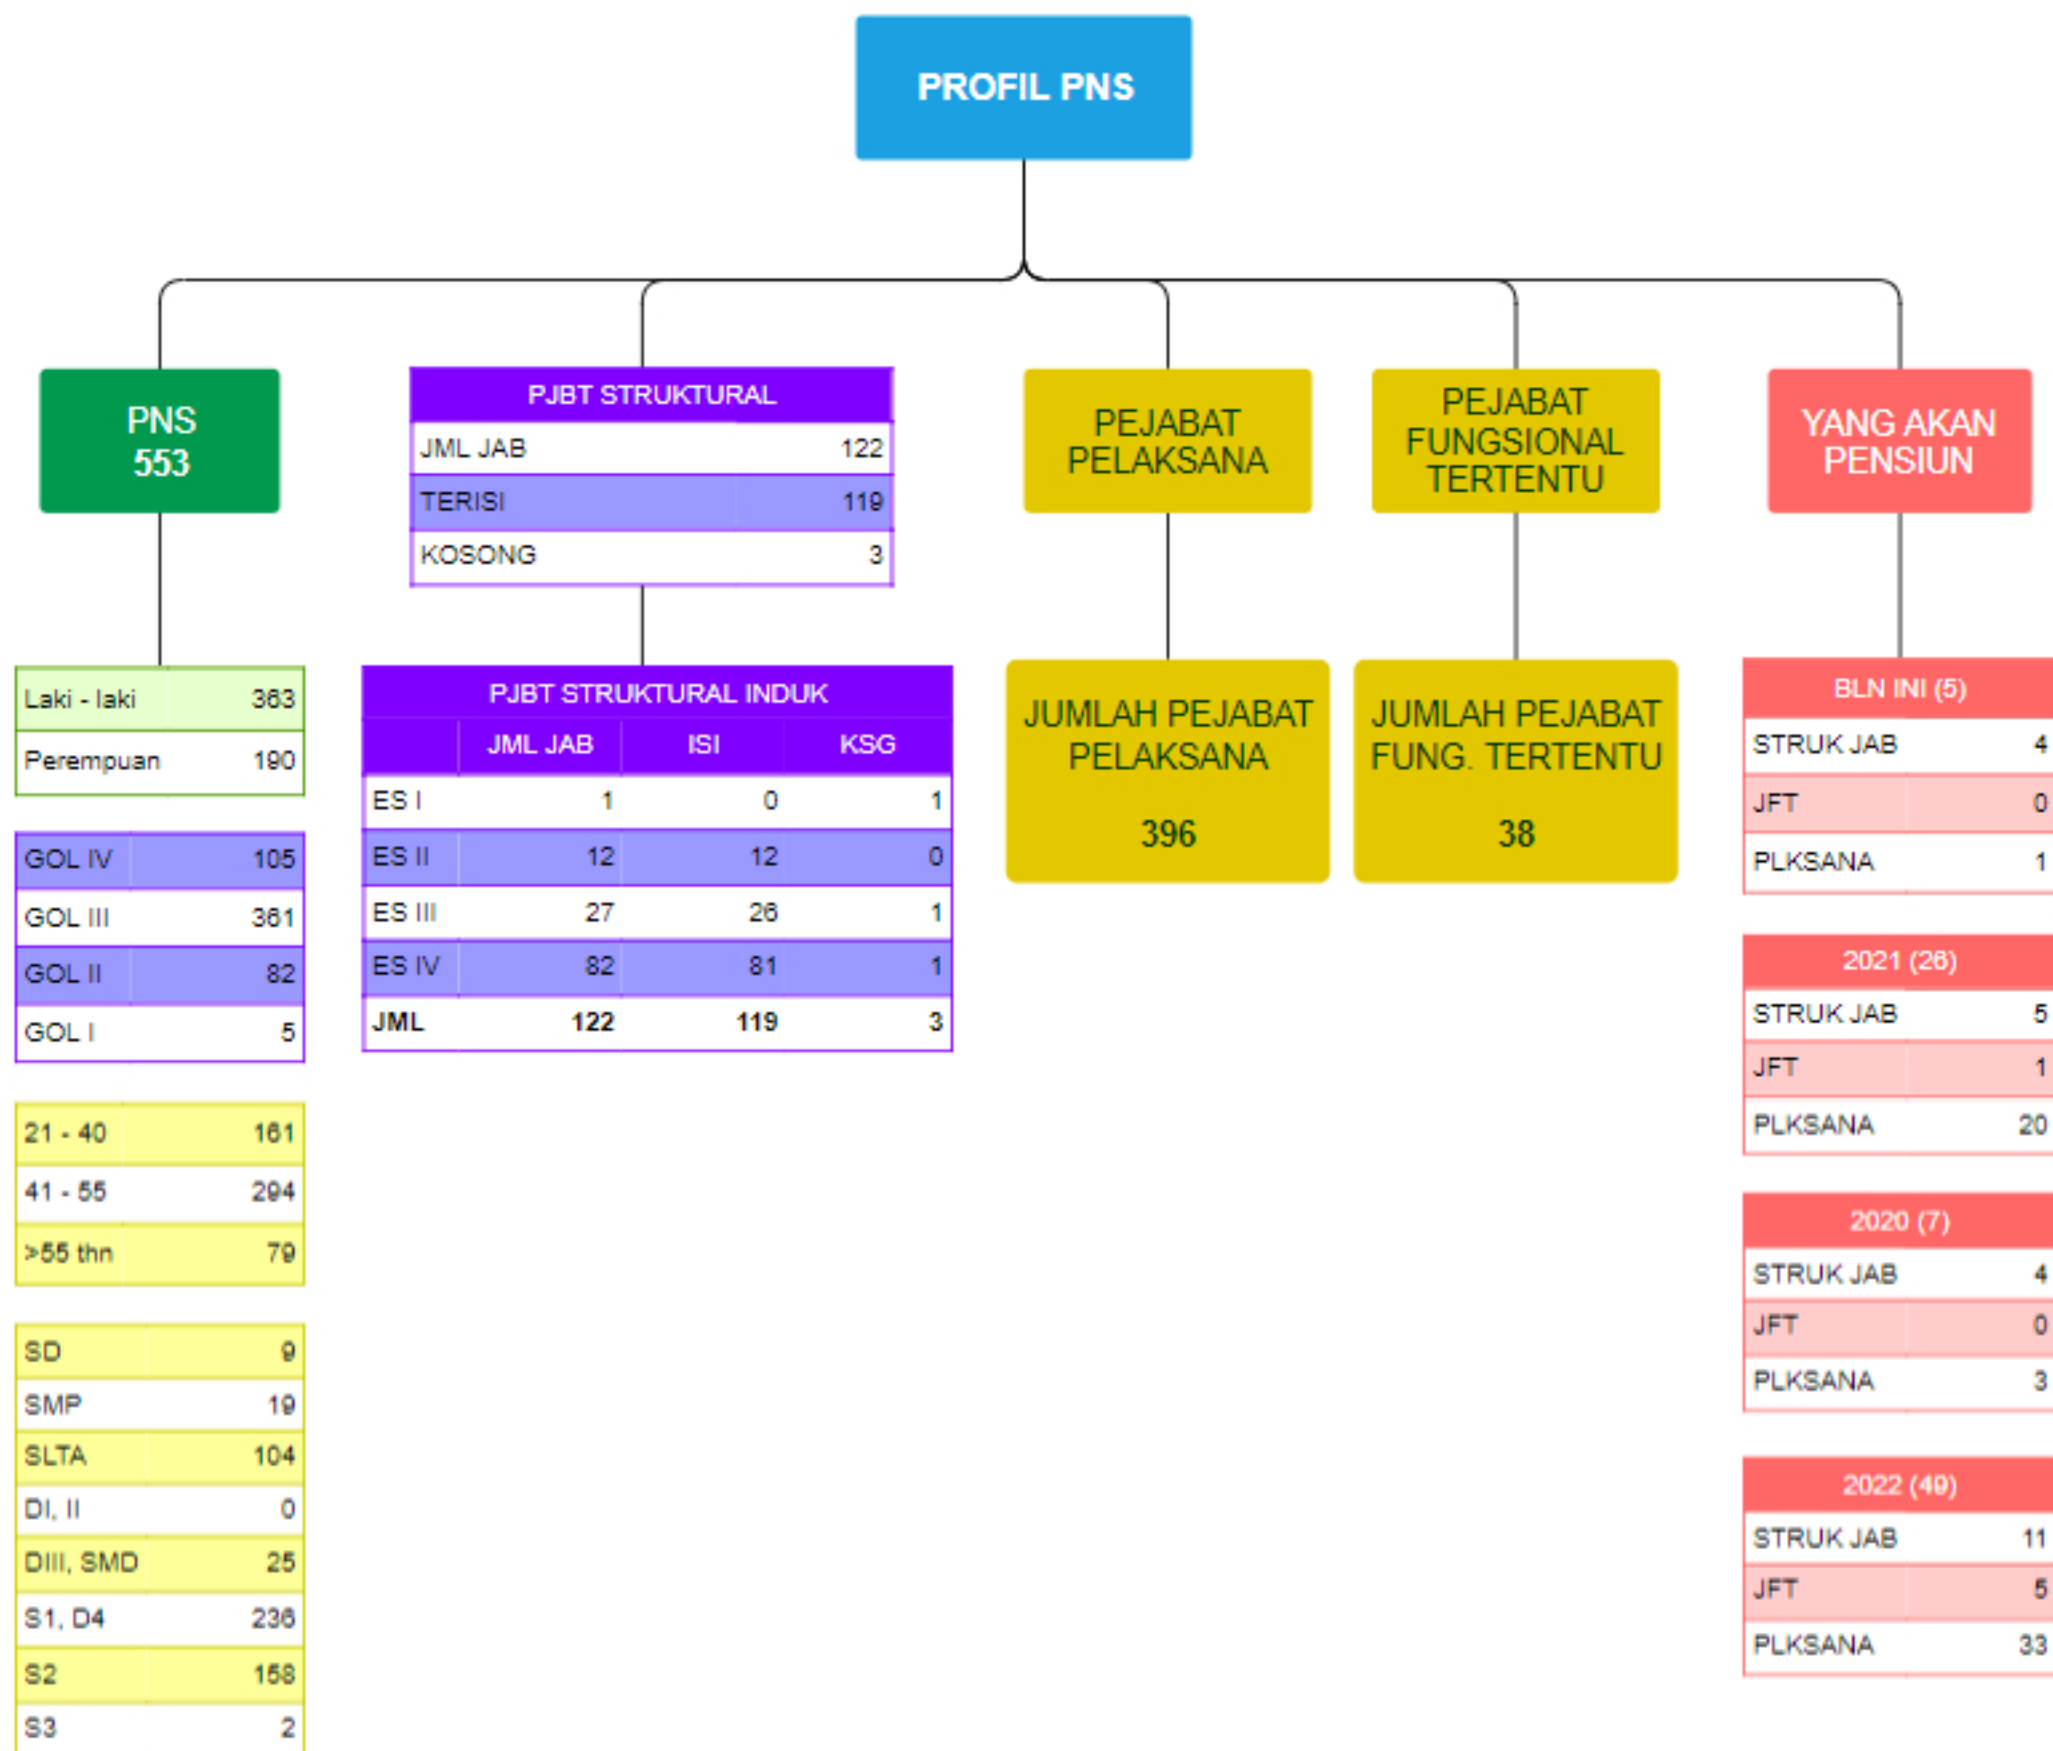 PROFIL PNS
PNS
553
Laki - laki 363
Perempuan 190
GOL IV 105
GOL III 361
GOL II 82
GOL I 5
21 - 40 161
41 - 55 294
>55 thn 79
SD 9
SMP 19
SLTA 104
DI, II 0
DIII, SMD 25
S1, D4 236
S2 158
S3 2
PJBT STRUKTURAL
JML JAB 122
TERISI 119
KOSONG 3
PJBT STRUKTURAL INDUK
JML JAB ISI KSG
ES I 1 0 1
ES II 12 12 0
ES III 27 26 1
ES IV 82 81 1
JML 122 119 3
PEJABAT
PELAKSANA
JUMLAH PEJABAT
PELAKSANA
396
PEJABAT
FUNGSIONAL
TERTENTU
JUMLAH PEJABAT
FUNG. TERTENTU
38
YANG AKAN
PENSIUN
BLN INI (5)
STRUK JAB 4
JFT 0
PLKSANA 1
2021 (26)
STRUK JAB 5
JFT 1
PLKSANA 20
2020 (7)
STRUK JAB 4
JFT 0
PLKSANA 3
2022 (49)
STRUK JAB 11
JFT 5
PLKSANA 33